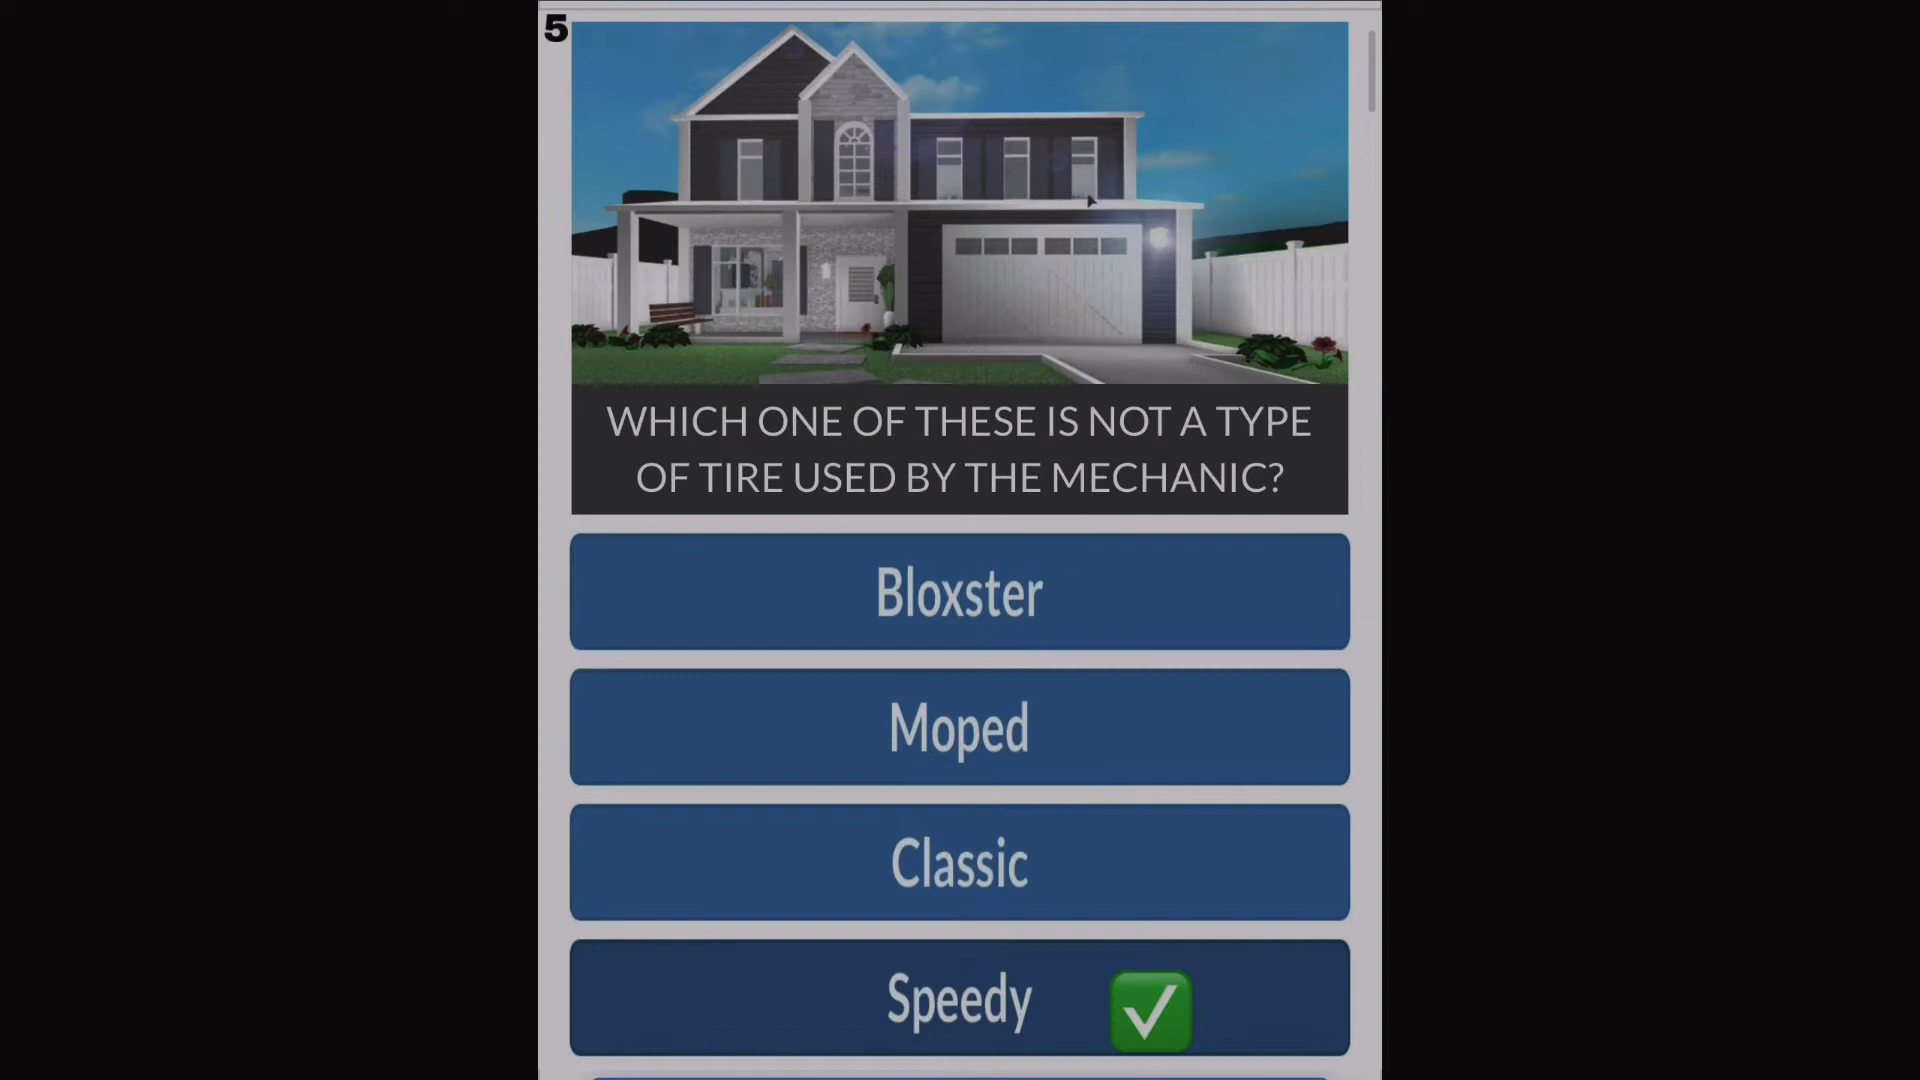 5
WHICH ONE OF THESE IS NOT A TYPE
OF TIRE USED BY THE MECHANIC?
Bloxster
Moped
Classic
Speedy